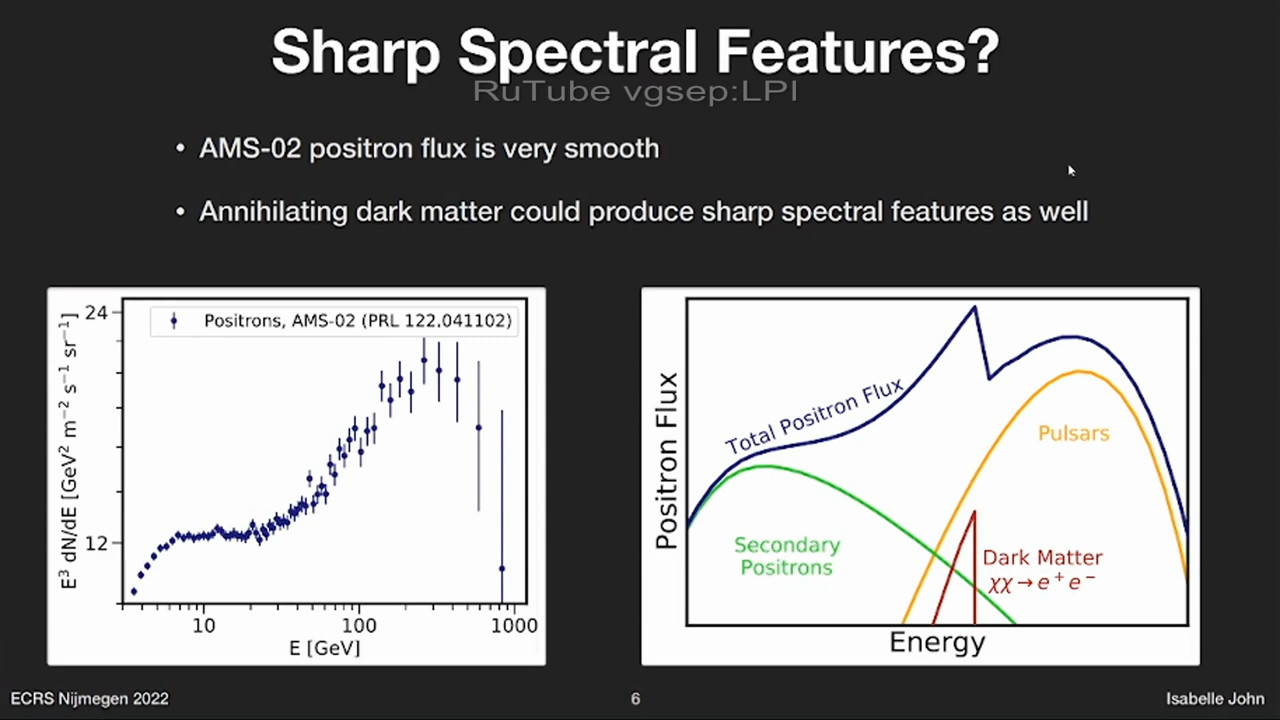 Sharp Spectral Features?
RuTube vgsep:LPI
• AMS-02 positron flux is very smooth
• Annihilating dark matter could produce sharp spectral features as well
Positrons, AMS-02 (PRL 122.041102)
E³ dN/dE [GeV² m⁻² s⁻¹ sr⁻¹]
24
12
10 100 1000
E [GeV]
Positron Flux
Total Positron Flux
Pulsars
Secondary
Positrons
Dark Matter
χχ→e⁺e⁻
Energy
ECRS Nijmegen 2022
6
Isabelle John